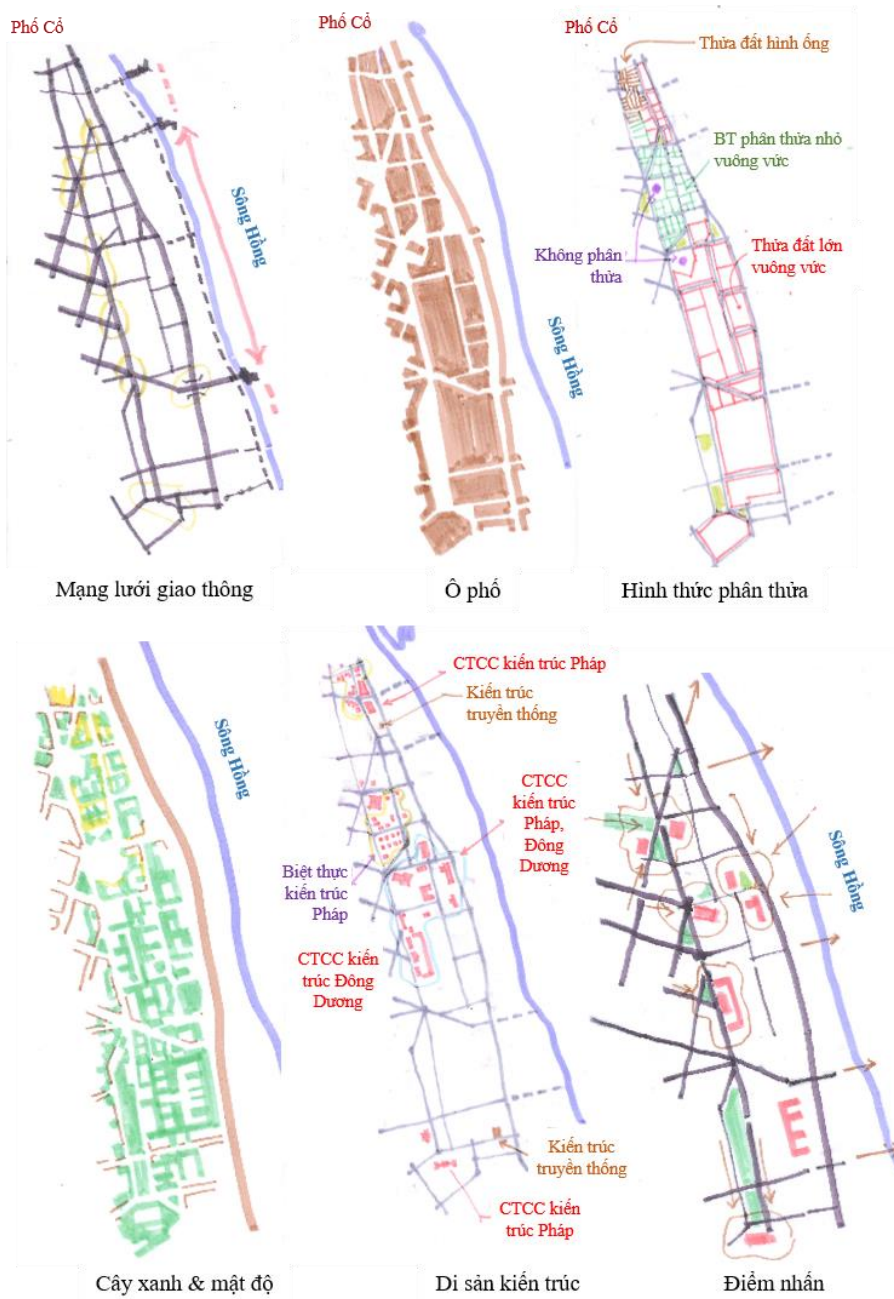 Phố Cổ
Sông Hồng
Mạng lưới giao thông
Sông Hồng
Ô phố
Phố Cổ
Thửa đất hình ống
BT phân thửa nhỏ
vuông vức
Không phân
thửa
Thửa đất lớn
vuông vức
Hình thức phân thửa
Sông Hồng
Cây xanh & mật độ
CTCC kiến trúc Pháp
Kiến trúc
truyền thống
CTCC
kiến trúc
Pháp,
Đông
Dương
Biệt thực
kiến trúc
Pháp
CTCC kiến
trúc Đông
Dương
Kiến trúc
truyền thống
CTCC kiến
trúc Pháp
Di sản kiến trúc
Sông Hồng
Điểm nhấn